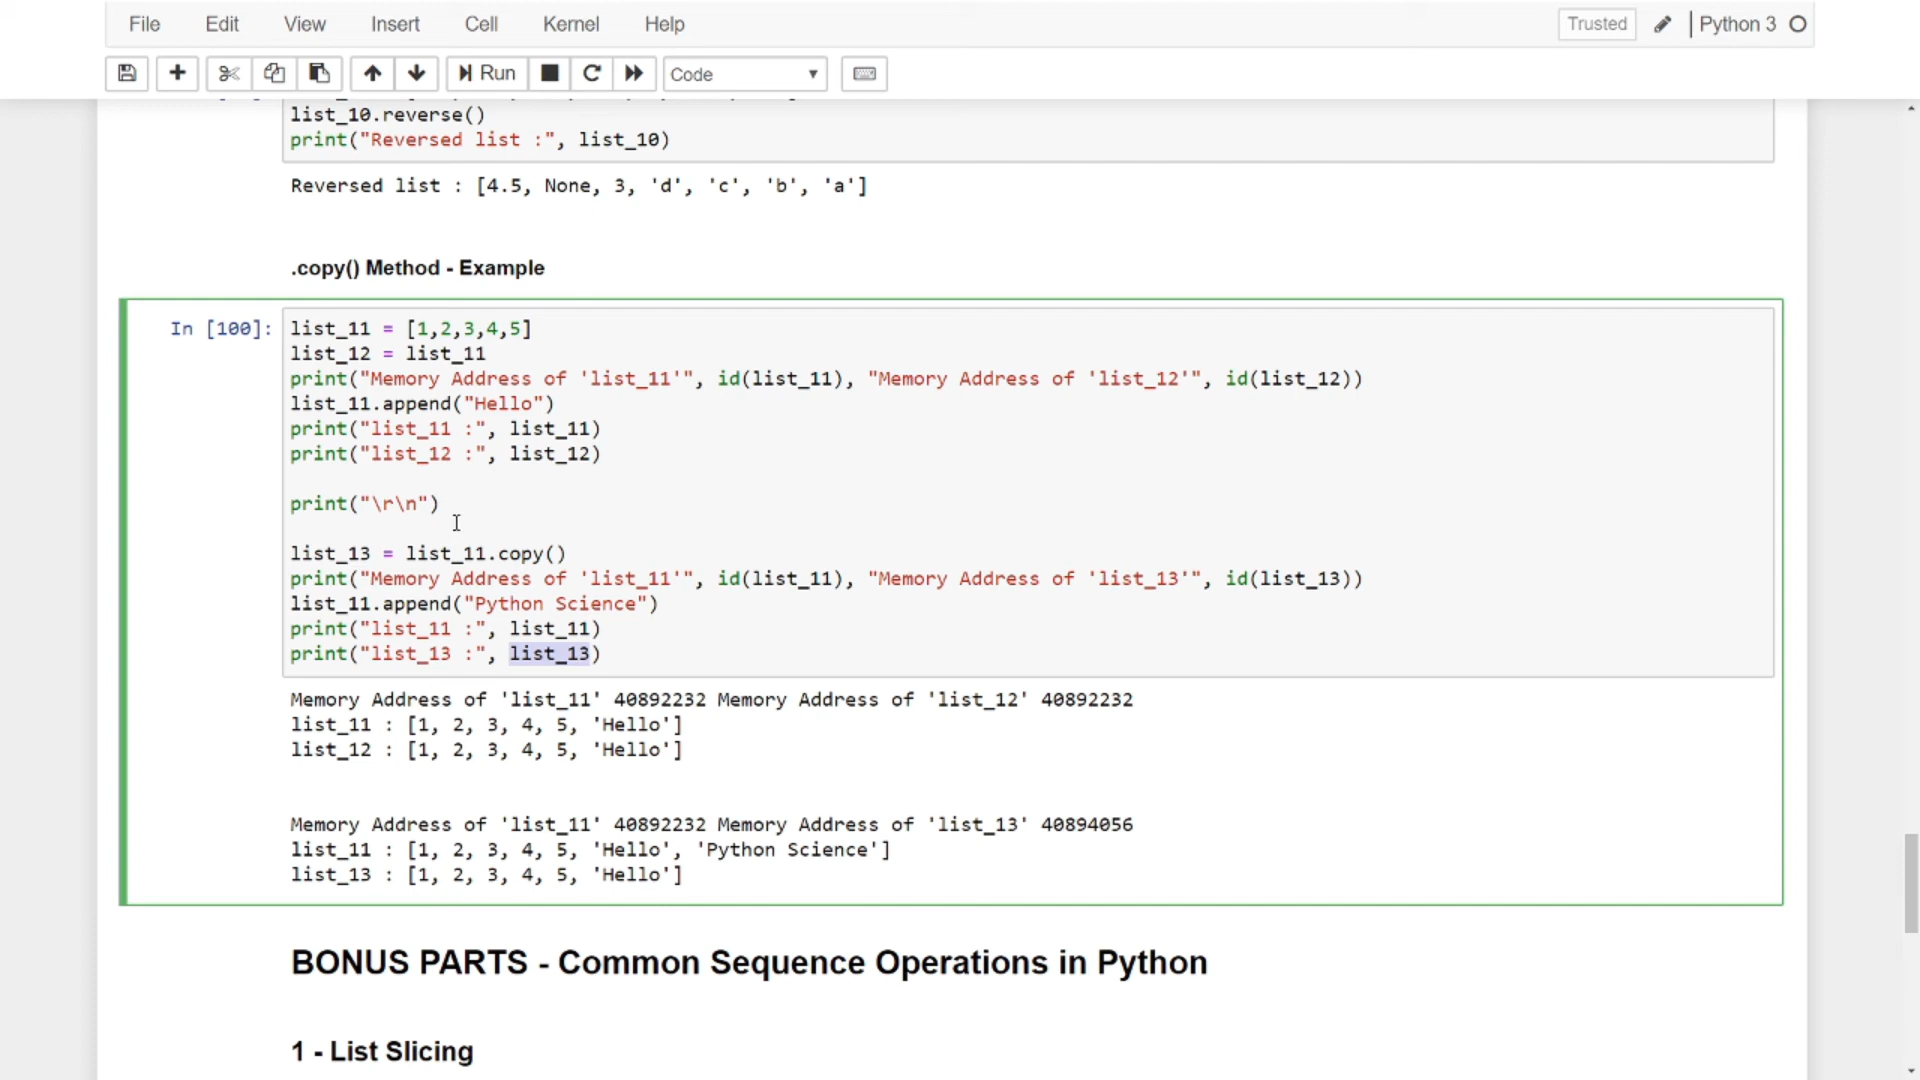 File Edit View Insert Cell Kernel Help Trusted Python 3
Run Code
list_10.reverse()
print("Reversed list :", list_10)
Reversed list : [4.5, None, 3, 'd', 'c', 'b', 'a']
.copy() Method - Example
In [100]: list_11 = [1,2,3,4,5]
list_12 = list_11
print("Memory Address of 'list_11'", id(list_11), "Memory Address of 'list_12'", id(list_12))
list_11.append("Hello")
print("list_11 :", list_11)
print("list_12 :", list_12)
print("\r\n")
list_13 = list_11.copy()
print("Memory Address of 'list_11'", id(list_11), "Memory Address of 'list_13'", id(list_13))
list_11.append("Python Science")
print("list_11 :", list_11)
print("list_13 :", list_13)
Memory Address of 'list_11' 40892232 Memory Address of 'list_12' 40892232
list_11 : [1, 2, 3, 4, 5, 'Hello']
list_12 : [1, 2, 3, 4, 5, 'Hello']
Memory Address of 'list_11' 40892232 Memory Address of 'list_13' 40894056
list_11 : [1, 2, 3, 4, 5, 'Hello', 'Python Science']
list_13 : [1, 2, 3, 4, 5, 'Hello']
BONUS PARTS - Common Sequence Operations in Python
1 - List Slicing